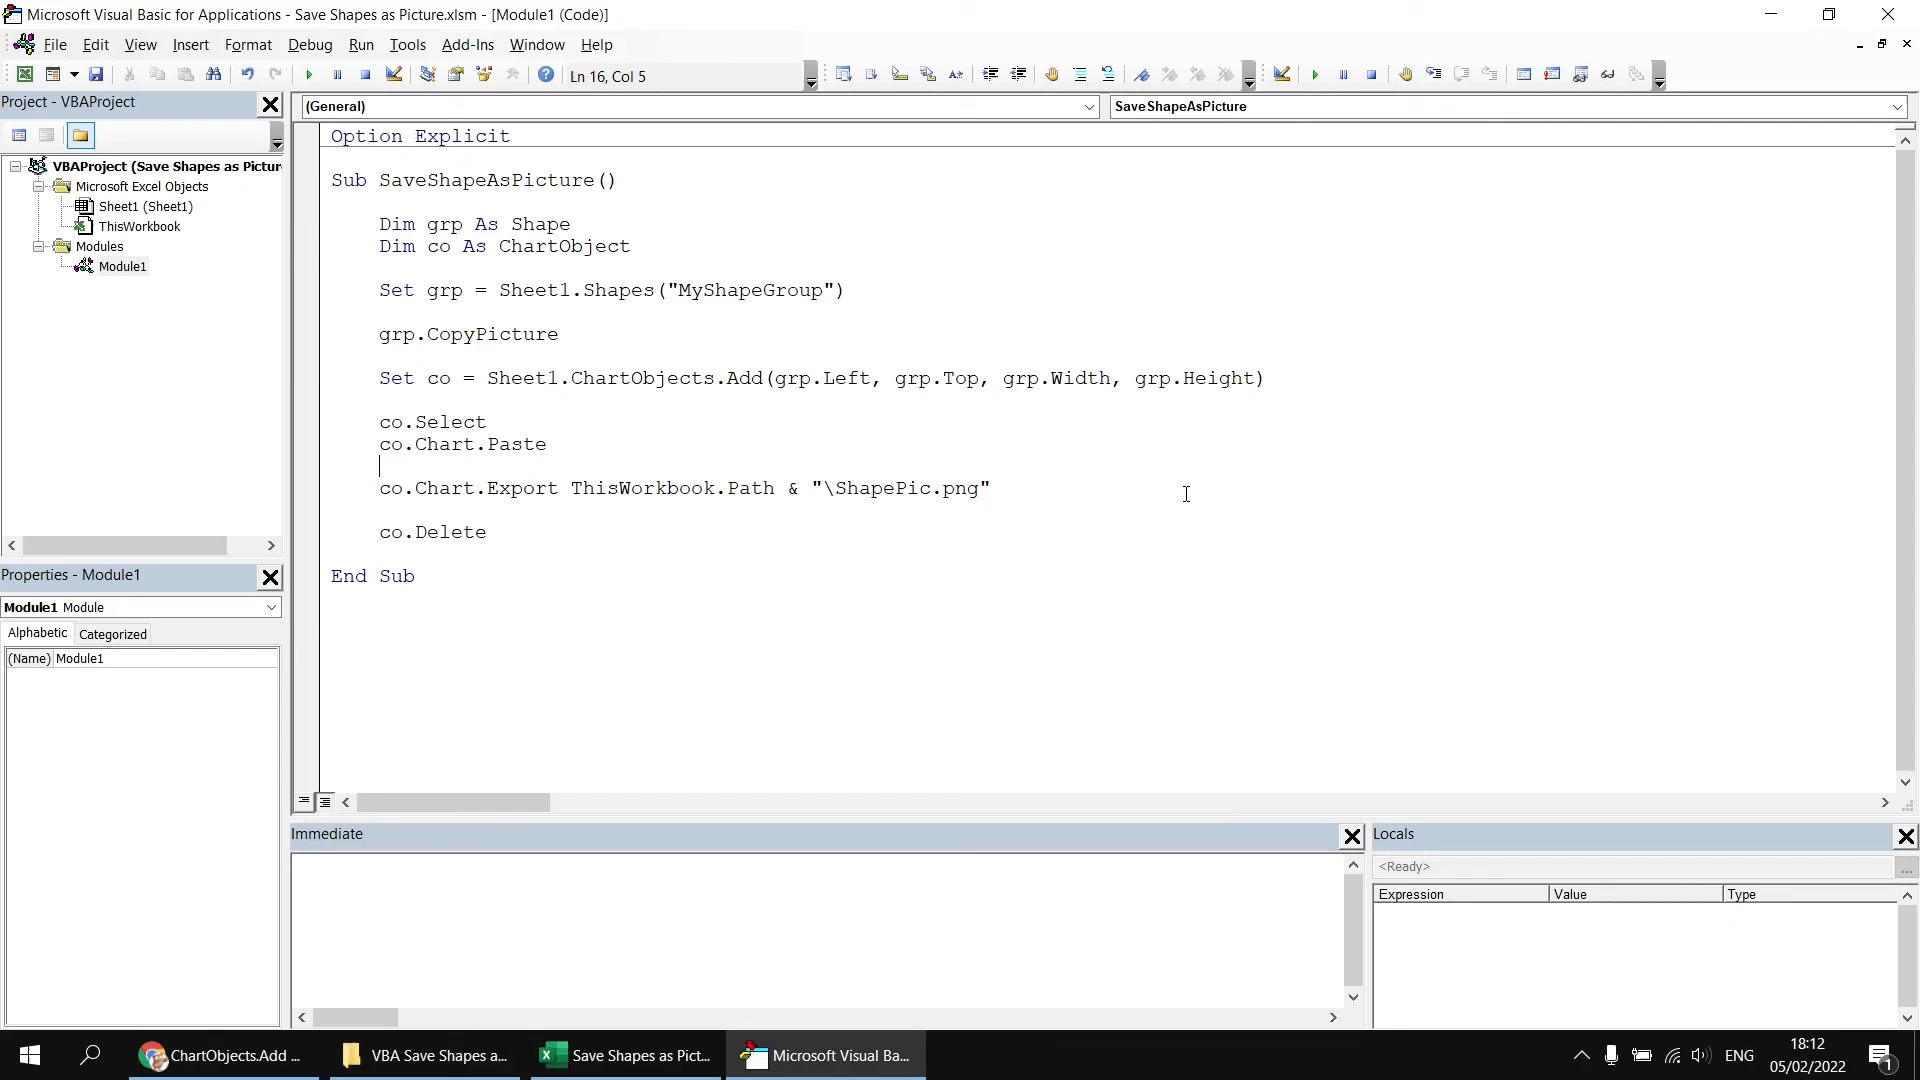 Microsoft Visual Basic for Applications - Save Shapes as Picture.xlsm - [Module1 (Code)]
File Edit View Insert Format Debug Run Tools Add-Ins Window Help
Ln 16, Col 5
Project - VBAProject
(General)
SaveShapeAsPicture
VBAProject (Save Shapes as Pictur
Microsoft Excel Objects
Sheet1 (Sheet1)
ThisWorkbook
Modules
Module1
Option Explicit
Sub SaveShapeAsPicture()
Dim grp As Shape
Dim co As ChartObject
Set grp = Sheet1.Shapes("MyShapeGroup")
grp.CopyPicture
Set co = Sheet1.ChartObjects.Add(grp.Left, grp.Top, grp.Width, grp.Height)
co.Select
co.Chart.Paste
co.Chart.Export ThisWorkbook.Path & "\ShapePic.png"
co.Delete
End Sub
Properties - Module1
Module1 Module
Alphabetic Categorized
(Name) Module1
Immediate
Locals
<Ready>
...
Expression Value Type
ChartObjects.Add ...
VBA Save Shapes a...
Save Shapes as Pict...
Microsoft Visual Ba...
ENG
18:12
05/02/2022
1